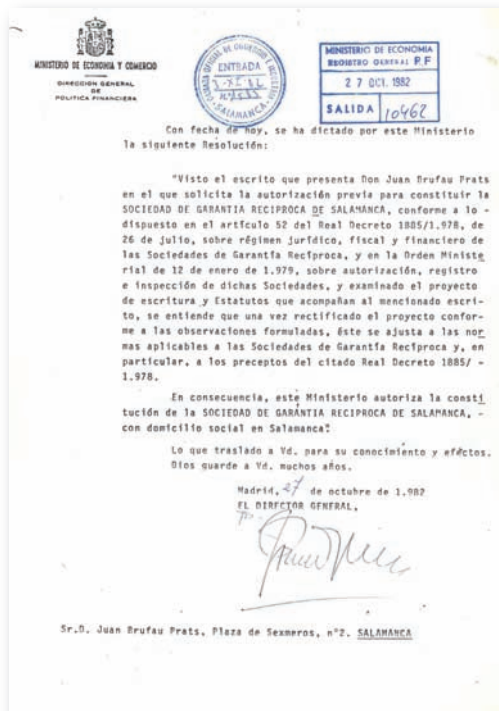 MINISTERIO DE ECONOMIA Y COMERCIO
DIRECCION GENERAL
DE
POLITICA FINANCIERA
ENTRADA
SALAMANCA
MINISTERIO DE ECONOMIA
REGISTRO GENERAL P.F
27 OCT. 1982
SALIDA 10462
Con fecha de hoy, se ha dictado por este Ministerio
la siguiente Resolución:
"Visto el escrito que presenta Don Juan Brufau Prats
en el que solicita la autorización previa para constituir la
SOCIEDAD DE GARANTIA RECIPROCA DE SALAMANCA, conforme a lo -
dispuesto en el artículo 52 del Real Decreto 1885/1.978, de
26 de julio, sobre régimen jurídico, fiscal y financiero de
las Sociedades de Garantía Recíproca, y en la Orden Ministe
rial de 12 de enero de 1.979, sobre autorización, registro
e inspección de dichas Sociedades, y examinado el proyecto
de escritura y Estatutos que acompañan al mencionado escri-
to, se entiende que una vez rectificado el proyecto confor-
me a las observaciones formuladas, éste se ajusta a las nor
mas aplicables a las Sociedades de Garantía Recíproca y, en
particular, a los preceptos del citado Real Decreto 1885/ -
1.978.
En consecuencia, este Ministerio autoriza la consti
tución de la SOCIEDAD DE GARANTIA RECIPROCA DE SALAMANCA, -
con domicilio social en Salamanca".
Lo que traslado a Vd. para su conocimiento y efectos.
Dios guarde a Vd. muchos años.
Madrid, 27 de octubre de 1.982
EL DIRECTOR GENERAL,
Sr.D. Juan Brufau Prats, Plaza de Sexmeros, nº2. SALAMANCA